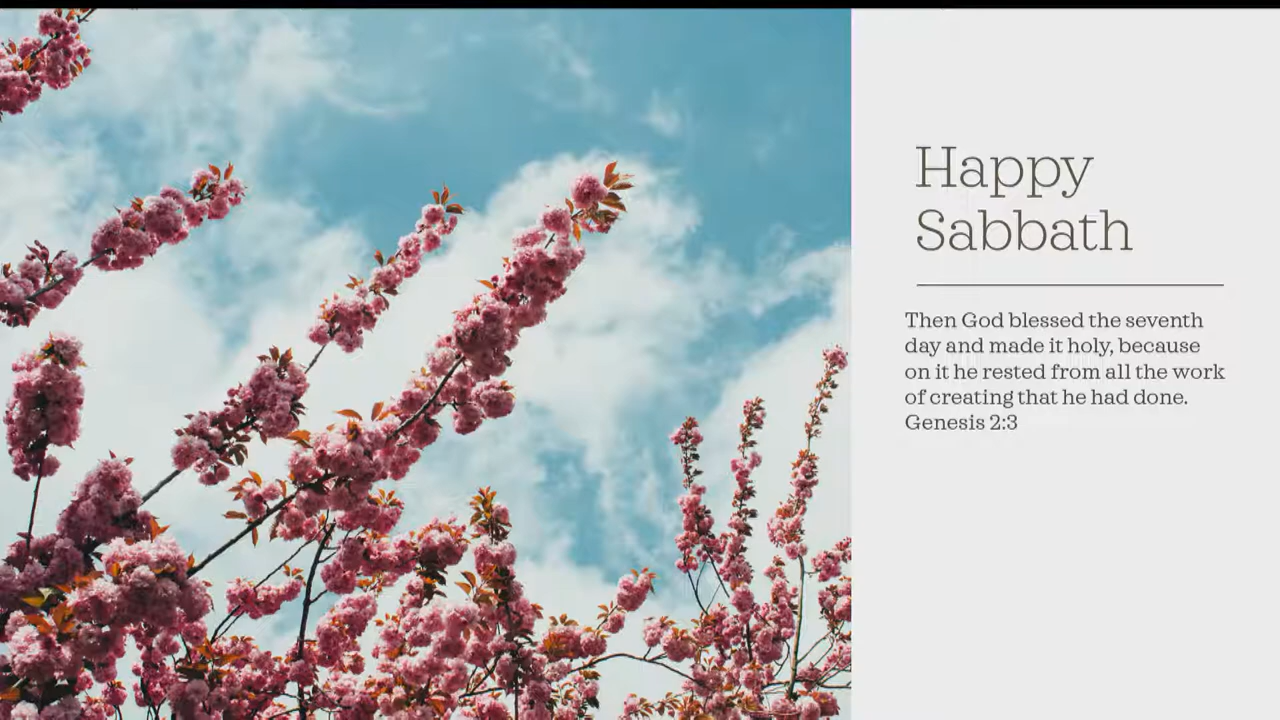 Happy
Sabbath
Then God blessed the seventh
day and made it holy, because
on it he rested from all the work
of creating that he had done.
Genesis 2:3